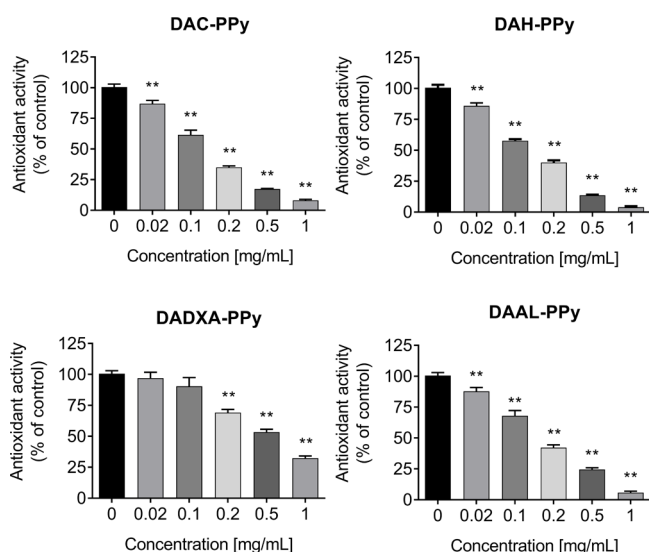 DAC-PPy
Antioxidant activity
(% of control)
125
100
75
50
25
0
**
**
**
**
**
0 0.02 0.1 0.2 0.5 1
Concentration [mg/mL]
DAH-PPy
Antioxidant activity
(% of control)
125
100
75
50
25
0
**
**
**
**
**
0 0.02 0.1 0.2 0.5 1
Concentration [mg/mL]
DADXA-PPy
Antioxidant activity
(% of control)
125
100
75
50
25
0
**
**
**
0 0.02 0.1 0.2 0.5 1
Concentration [mg/mL]
DAAL-PPy
Antioxidant activity
(% of control)
125
100
75
50
25
0
**
**
**
**
**
0 0.02 0.1 0.2 0.5 1
Concentration [mg/mL]